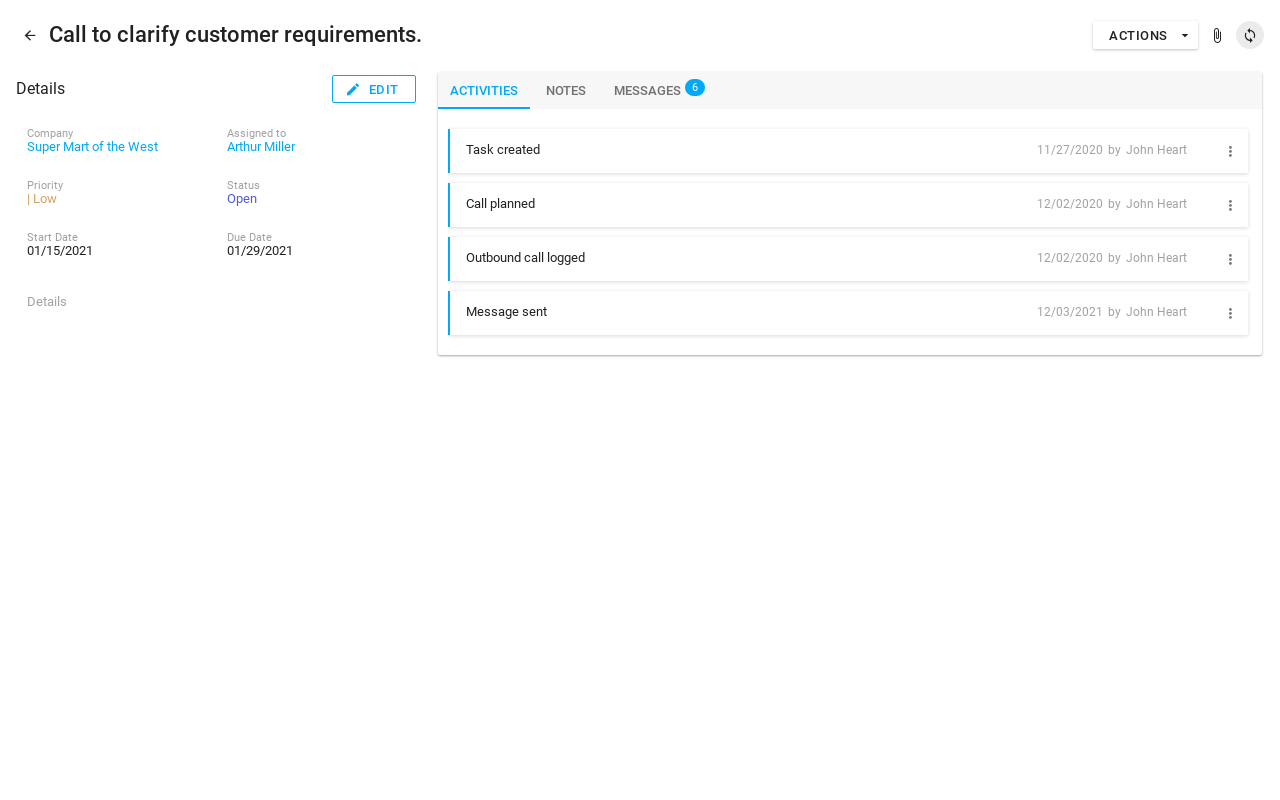 Call to clarify customer requirements.
ACTIONS
Details
EDIT
Company
Super Mart of the West
Assigned to
Arthur Miller
Priority
| Low
Status
Open
Start Date
01/15/2021
Due Date
01/29/2021
Details
ACTIVITIES NOTES MESSAGES 6
Task created 11/27/2020 by John Heart
Call planned 12/02/2020 by John Heart
Outbound call logged 12/02/2020 by John Heart
Message sent 12/03/2021 by John Heart